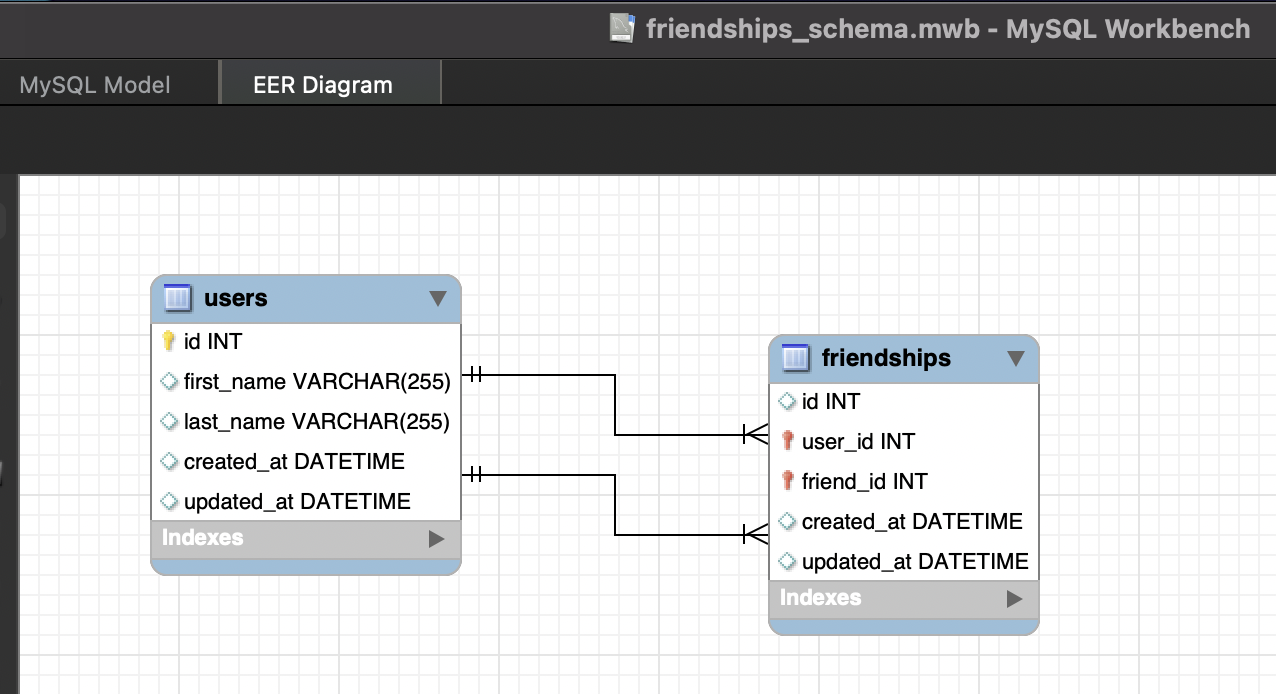 friendships_schema.mwb - MySQL Workbench
MySQL Model
EER Diagram
users
id INT
first_name VARCHAR(255)
last_name VARCHAR(255)
created_at DATETIME
updated_at DATETIME
Indexes
friendships
id INT
user_id INT
friend_id INT
created_at DATETIME
updated_at DATETIME
Indexes